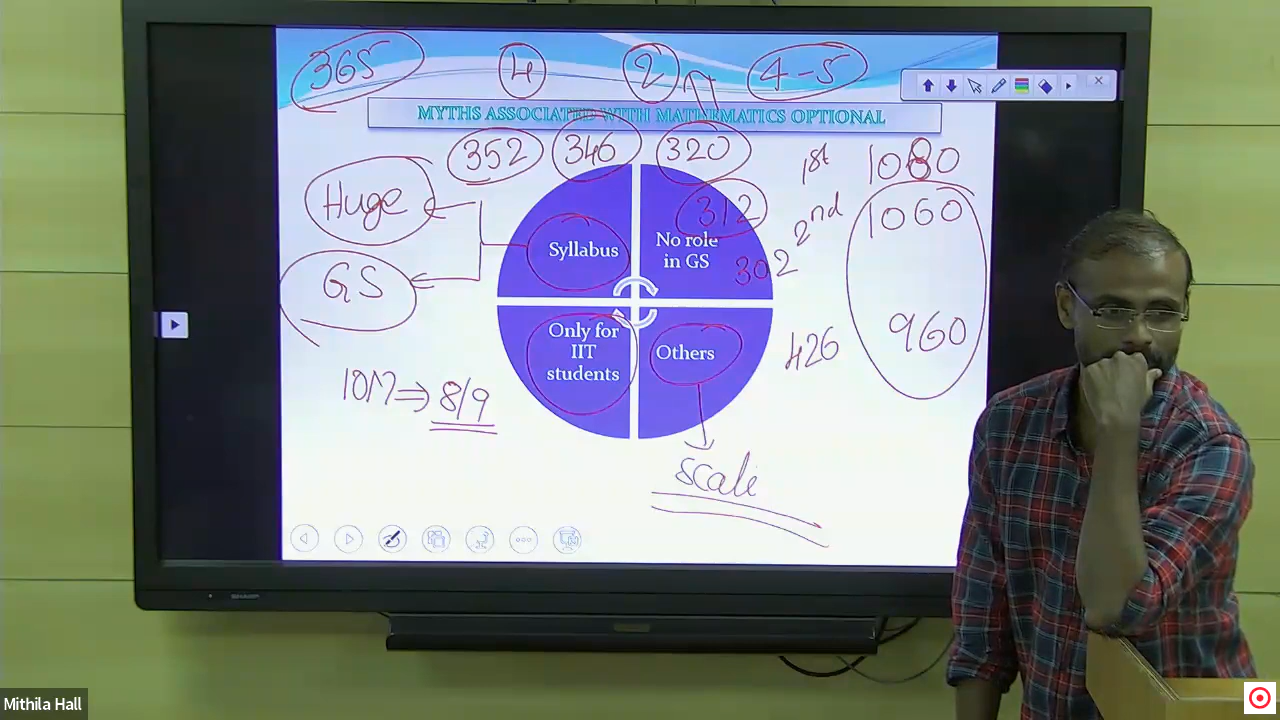 365
4
2
4-5
MYTHS ASSOCIATED WITH MATHEMATICS OPTIONAL
352
346
320
1st 1080
Huge
312
2nd 1060
Syllabus
No role
in GS
302
GS
Only for
IIT
students
Others
426
960
10M ⇒ 8/9
scale
SHARP
Mithila Hall